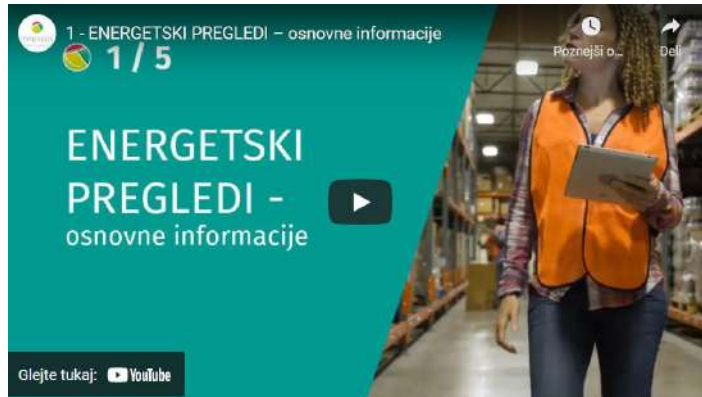 1 - ENERGETSKI PREGLEDI – osnovne informacije
1 / 5
Poznejši o...
Deli
ENERGETSKI
PREGLEDI -
osnovne informacije
Glejte tukaj: YouTube